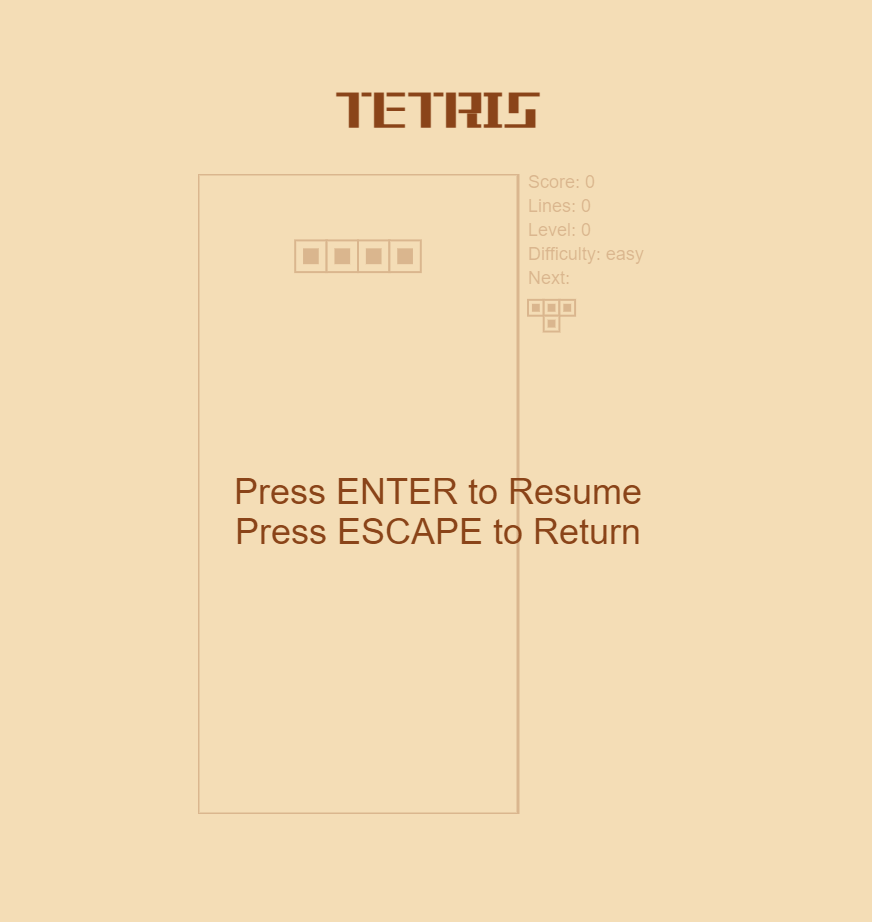 TETRIS
Score: 0
Lines: 0
Level: 0
Difficulty: easy
Next:
Press ENTER to Resume
Press ESCAPE to Return